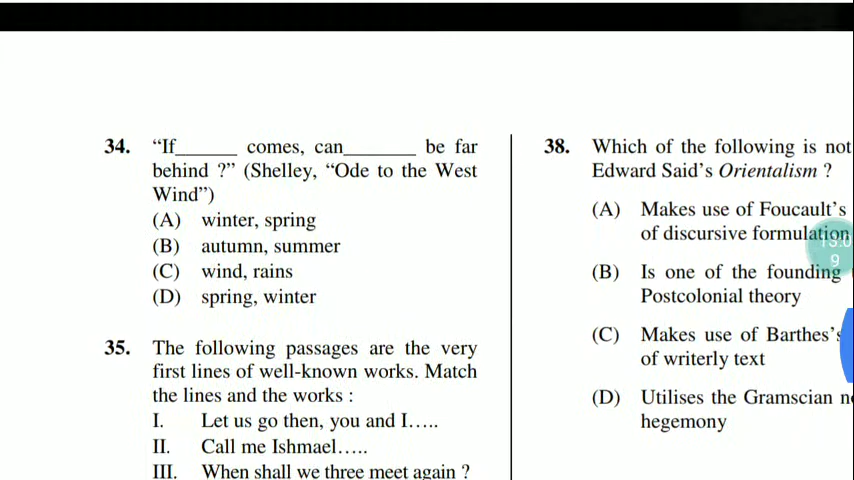 34. “If______ comes, can_______ be far
behind ?” (Shelley, “Ode to the West
Wind”)
(A) winter, spring
(B) autumn, summer
(C) wind, rains
(D) spring, winter
35. The following passages are the very
first lines of well-known works. Match
the lines and the works :
I. Let us go then, you and I.….
II. Call me Ishmael…..
III. When shall we three meet again ?
38. Which of the following is not
Edward Said’s Orientalism ?
(A) Makes use of Foucault’s
of discursive formulation
(B) Is one of the founding
Postcolonial theory
(C) Makes use of Barthes’s
of writerly text
(D) Utilises the Gramscian
hegemony